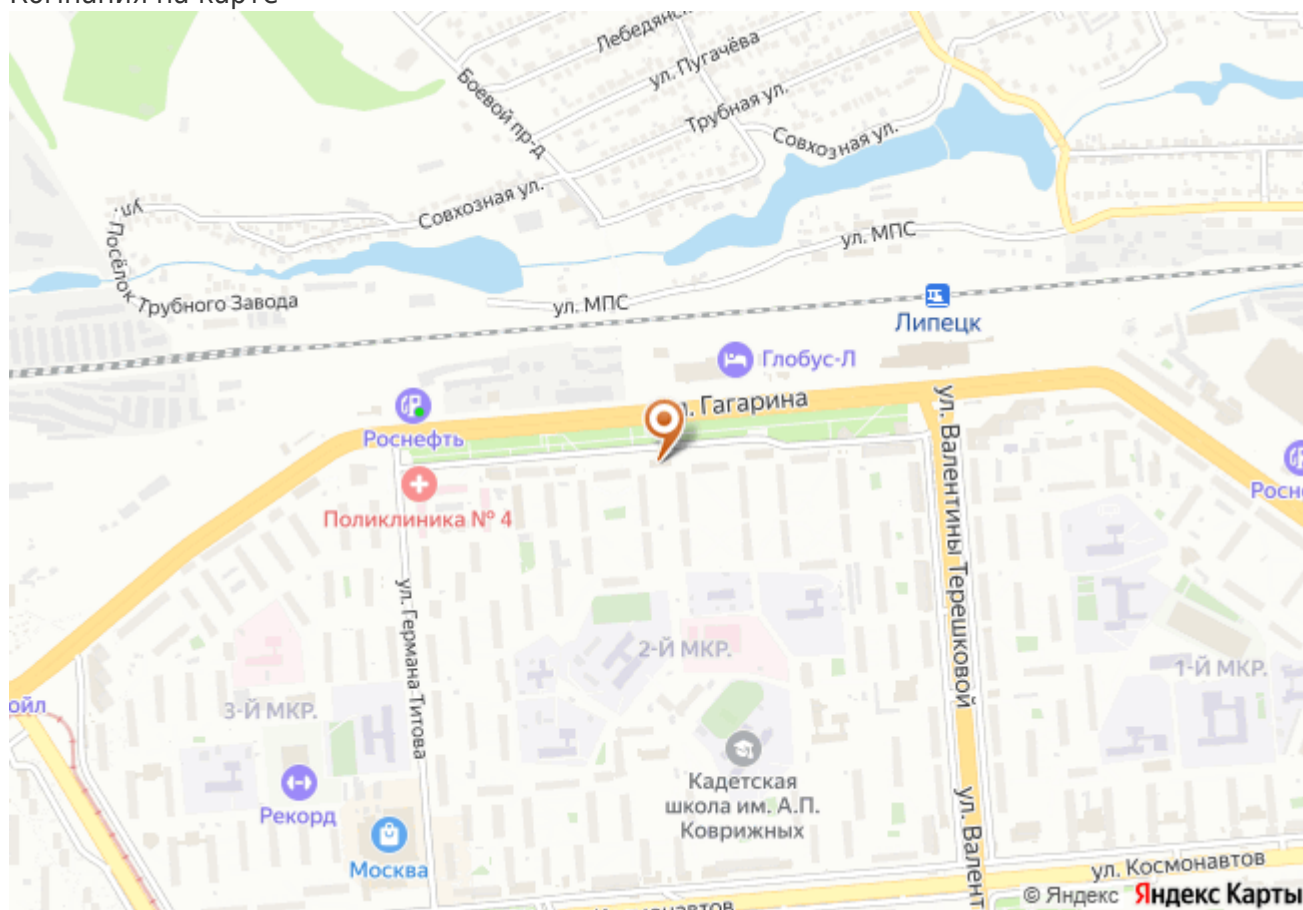 Компания на карте
Лебедянск
ул. Пугачёва
Боевой пр-д
Трубная ул.
Совхозная ул.
Совхозная ул.
ул.
Посёлок Трубного Завода
ул. МПС
ул. МПС
Липецк
Глобус-Л
ул. Гагарина
Роснефть
Поликлиника № 4
ул. Валентины Терешковой
Росн
ул. Германа Титова
2-Й МКР.
1-Й МКР.
3-Й МКР.
ойл
Рекорд
Кадетская
школа им. А.П.
Коврижных
Москва
ул. Валент
ул. Космонавтов
© Яндекс Яндекс Карты